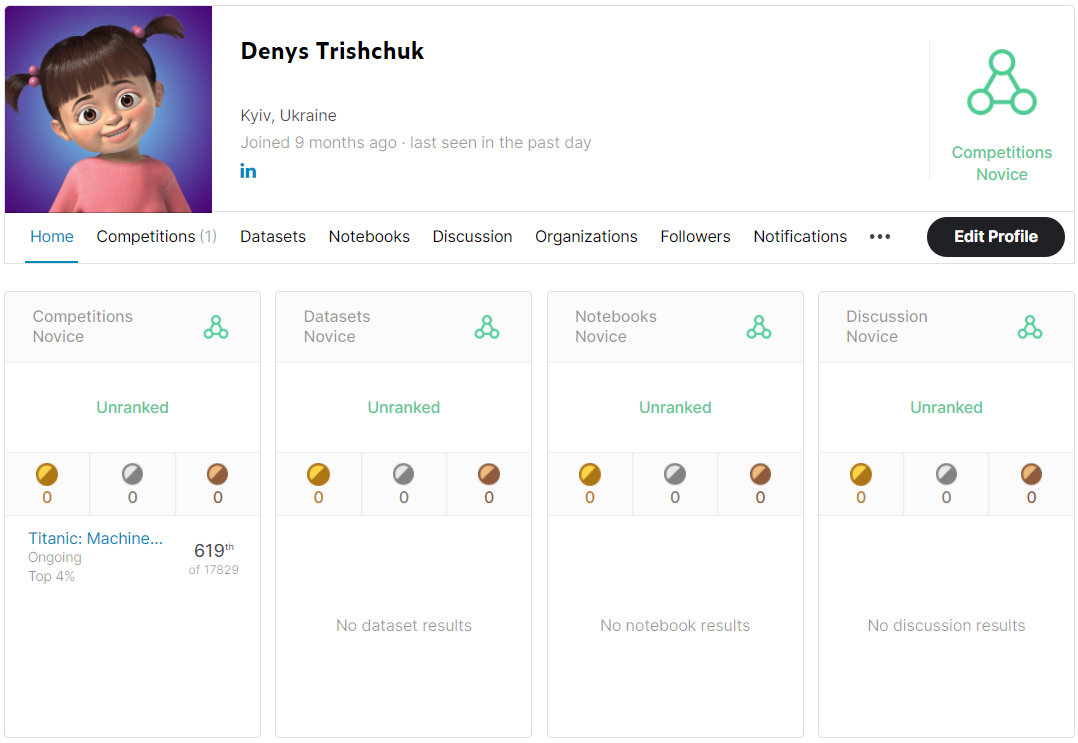 Denys Trishchuk
Kyiv, Ukraine
Joined 9 months ago · last seen in the past day
in
Competitions
Novice
Home Competitions (1) Datasets Notebooks Discussion Organizations Followers Notifications ••• Edit Profile
Competitions
Novice
Unranked
0 0 0
Titanic: Machine...
Ongoing
Top 4%
619th
of 17829
Datasets
Novice
Unranked
0 0 0
No dataset results
Notebooks
Novice
Unranked
0 0 0
No notebook results
Discussion
Novice
Unranked
0 0 0
No discussion results